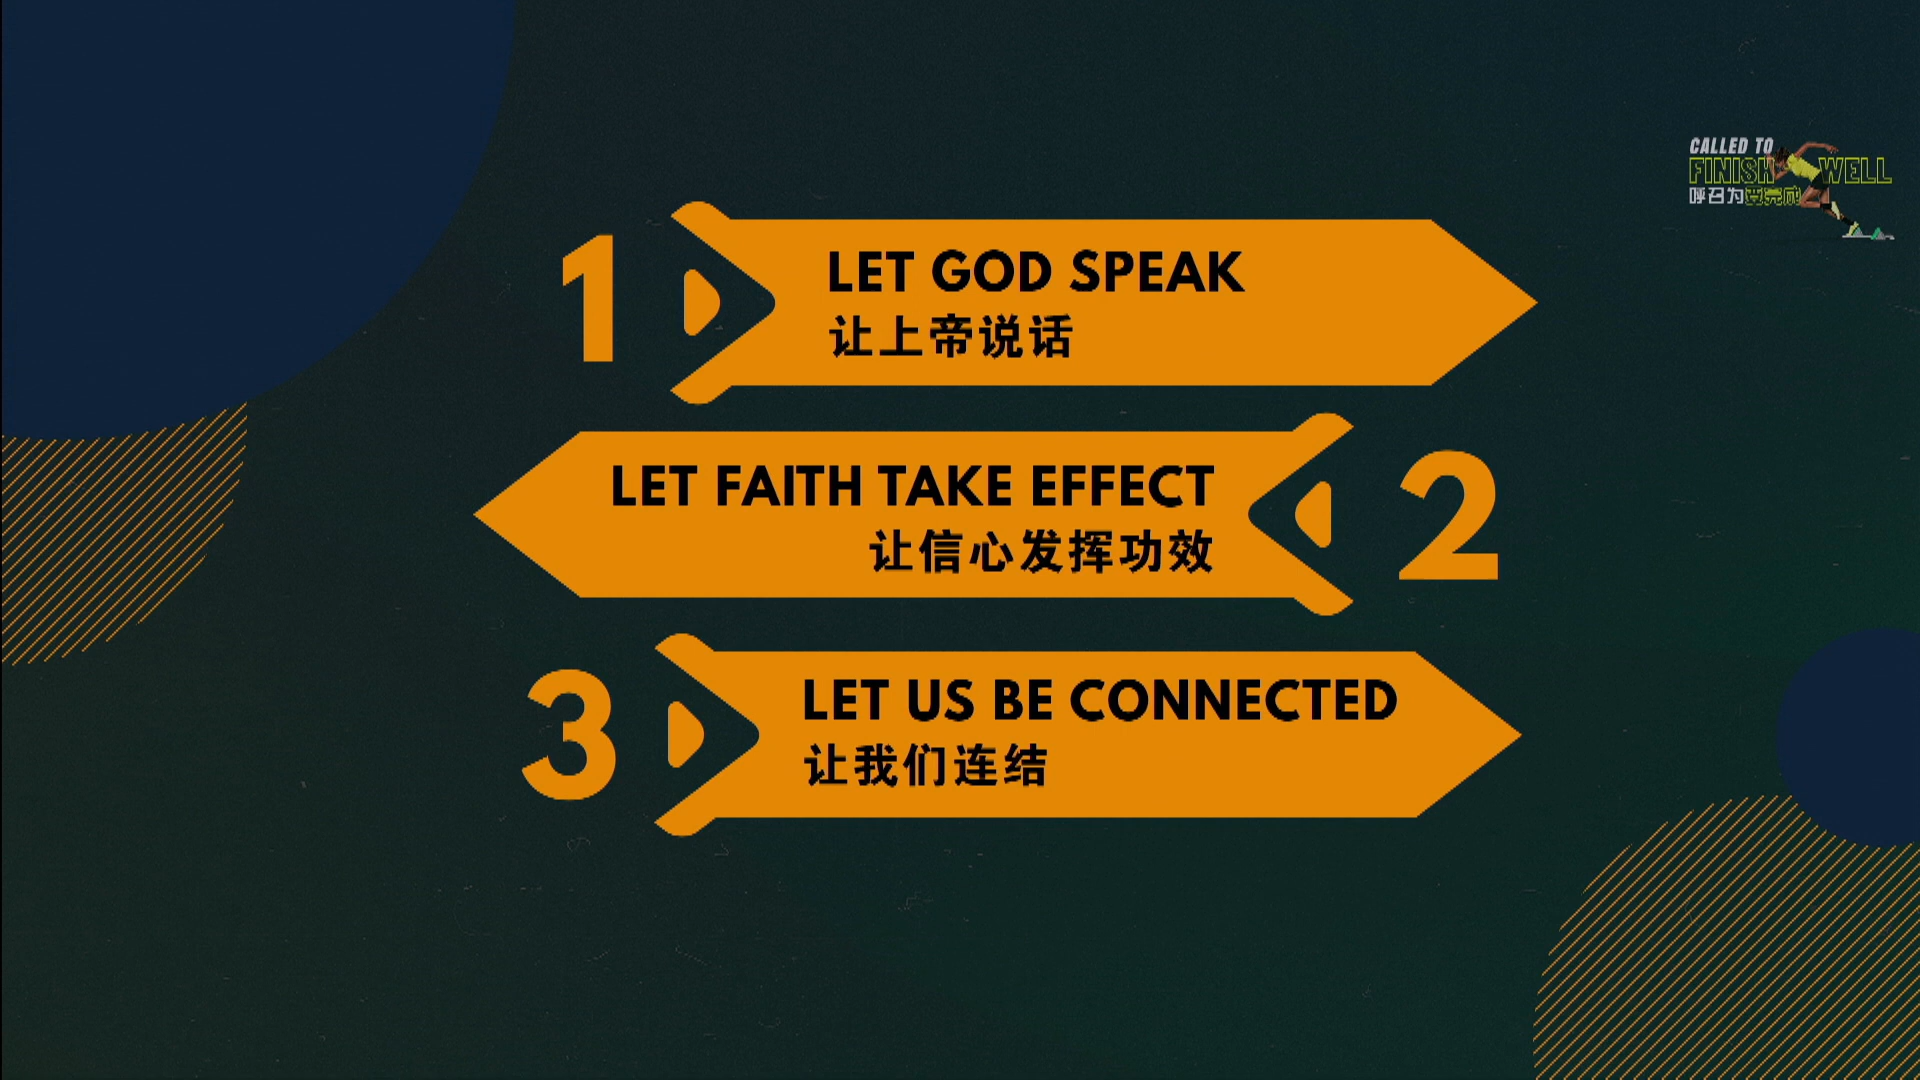 CALLED TO
FINISH WELL
呼召为要完成
1
LET GOD SPEAK
让上帝说话
LET FAITH TAKE EFFECT
让信心发挥功效
2
3
LET US BE CONNECTED
让我们连结